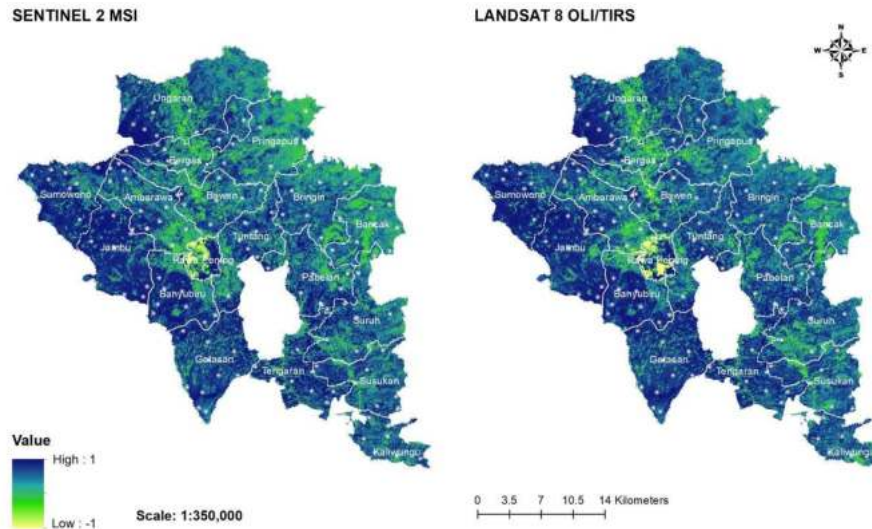 SENTINEL 2 MSI
LANDSAT 8 OLI/TIRS
N
W E
S
Ungaran
Pringapus
Bergas
Sumowono
Ambarawa
Bawen
Bringin
Bancak
Jambu
Tuntang
Rawa Pening
Pabelan
Banyubiru
Suruh
Getasan
Tengaran
Susukan
Kaliwungu
Ungaran
Pringapus
Bergas
Sumowono
Ambarawa
Bawen
Bringin
Bancak
Jambu
Tuntang
Rawa Pening
Pabelan
Banyubiru
Suruh
Getasan
Tengaran
Susukan
Kaliwungu
Value
High : 1
Low : -1
Scale: 1:350,000
0 3.5 7 10.5 14 Kilometers